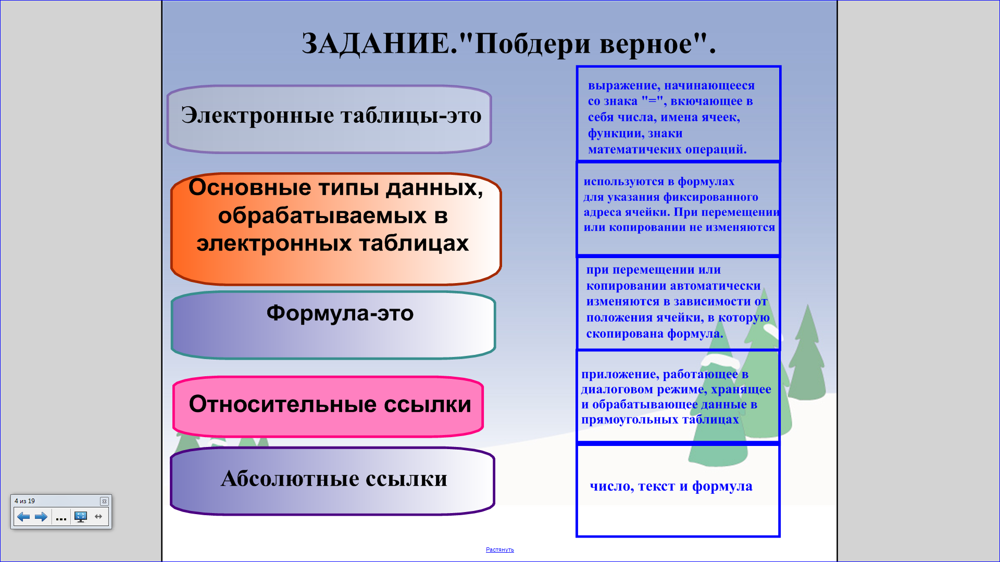 ЗАДАНИЕ."Побдери верное".
Электронные таблицы-это
Основные типы данных,
обрабатываемых в
электронных таблицах
Формула-это
Относительные ссылки
Абсолютные ссылки
выражение, начинающееся
со знака "=", вкючающее в
себя числа, имена ячеек,
функции, знаки
математичеких операций.
используются в формулах
для указания фиксированного
адреса ячейки. При перемещении
или копировании не изменяются
при перемещении или
копировании автоматически
изменяются в зависимости от
положения ячейки, в которую
скопирована формула.
приложение, работающее в
диалоговом режиме, хранящее
и обрабатывающее данные в
прямоугольных таблицах
число, текст и формула
4 из 19
...
Растянуть